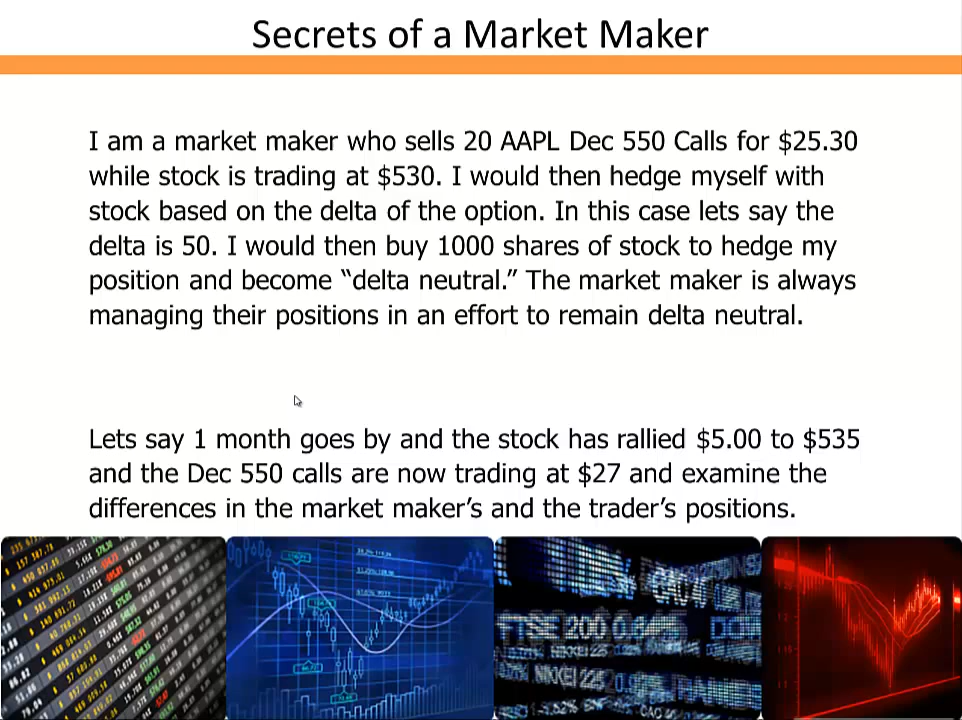 Secrets of a Market Maker
I am a market maker who sells 20 AAPL Dec 550 Calls for $25.30
while stock is trading at $530. I would then hedge myself with
stock based on the delta of the option. In this case lets say the
delta is 50. I would then buy 1000 shares of stock to hedge my
position and become “delta neutral.” The market maker is always
managing their positions in an effort to remain delta neutral.
Lets say 1 month goes by and the stock has rallied $5.00 to $535
and the Dec 550 calls are now trading at $27 and examine the
differences in the market maker’s and the trader’s positions.
FTSE 200
NIKKEI 225